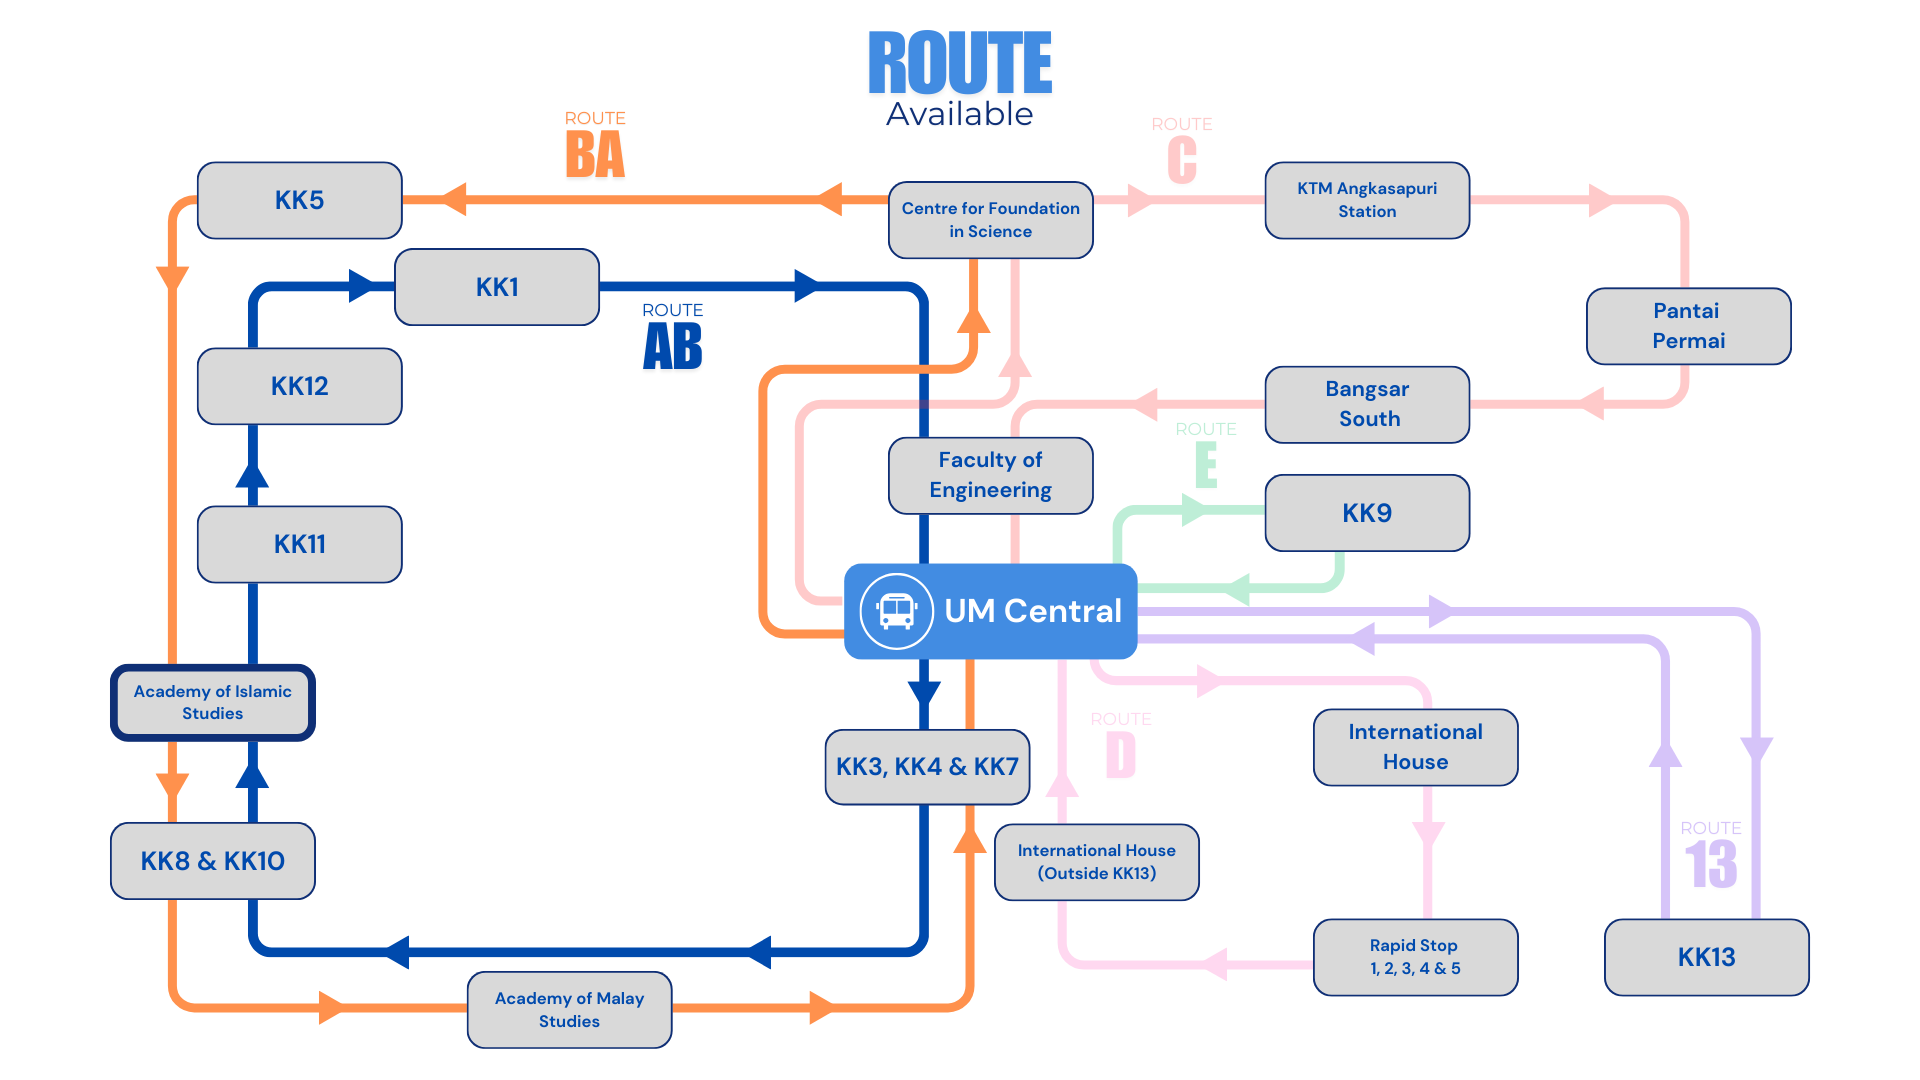 ROUTE
Available
ROUTE
BA
ROUTE
C
KK5
Centre for Foundation
in Science
KTM Angkasapuri
Station
KK1
ROUTE
AB
Pantai
Permai
KK12
Bangsar
South
ROUTE
E
Faculty of
Engineering
KK9
KK11
UM Central
Academy of Islamic
Studies
ROUTE
D
International
House
KK3, KK4 & KK7
KK8 & KK10
International House
(Outside KK13)
ROUTE
13
Rapid Stop
1, 2, 3, 4 & 5
KK13
Academy of Malay
Studies